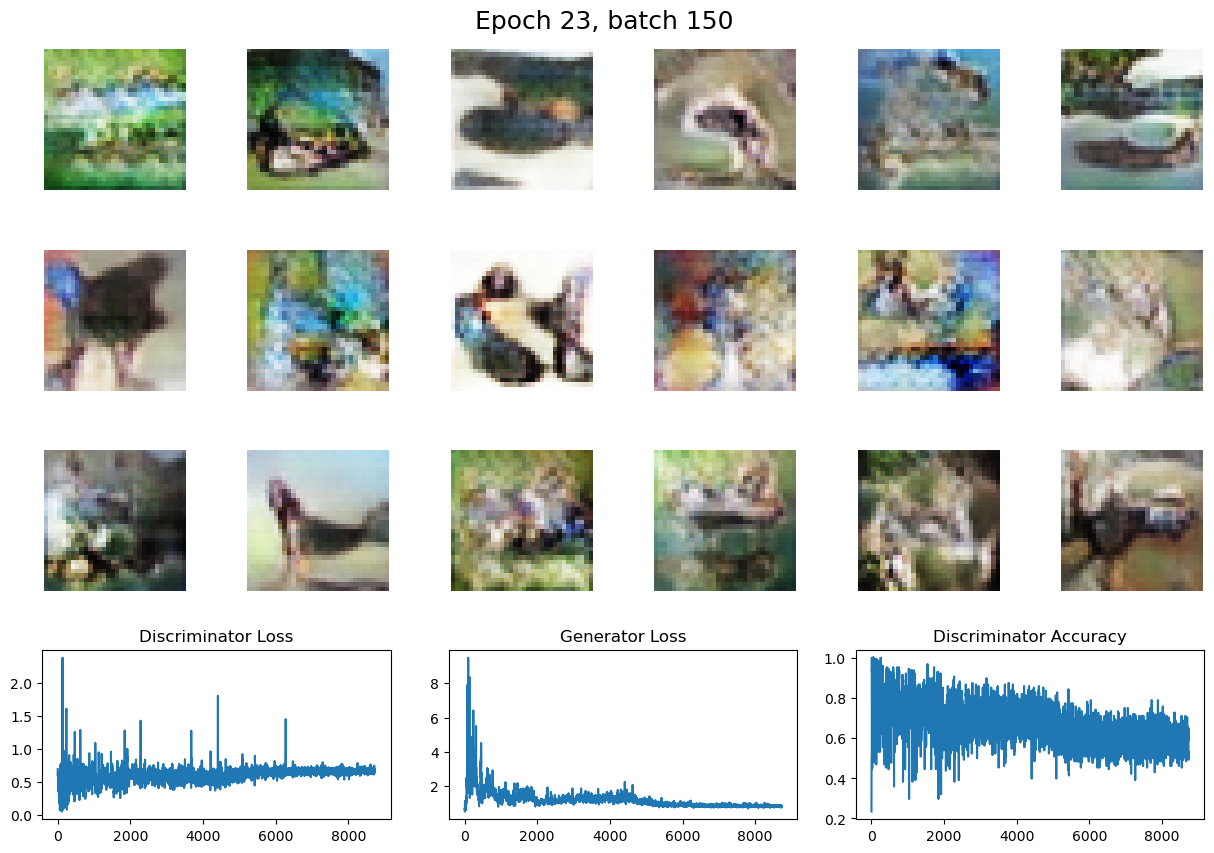 Epoch 23, batch 150
Discriminator Loss
Generator Loss
Discriminator Accuracy
2.0
1.5
1.0
0.5
0.0
0 2000 4000 6000 8000
8
6
4
2
0 2000 4000 6000 8000
1.0
0.8
0.6
0.4
0.2
0 2000 4000 6000 8000